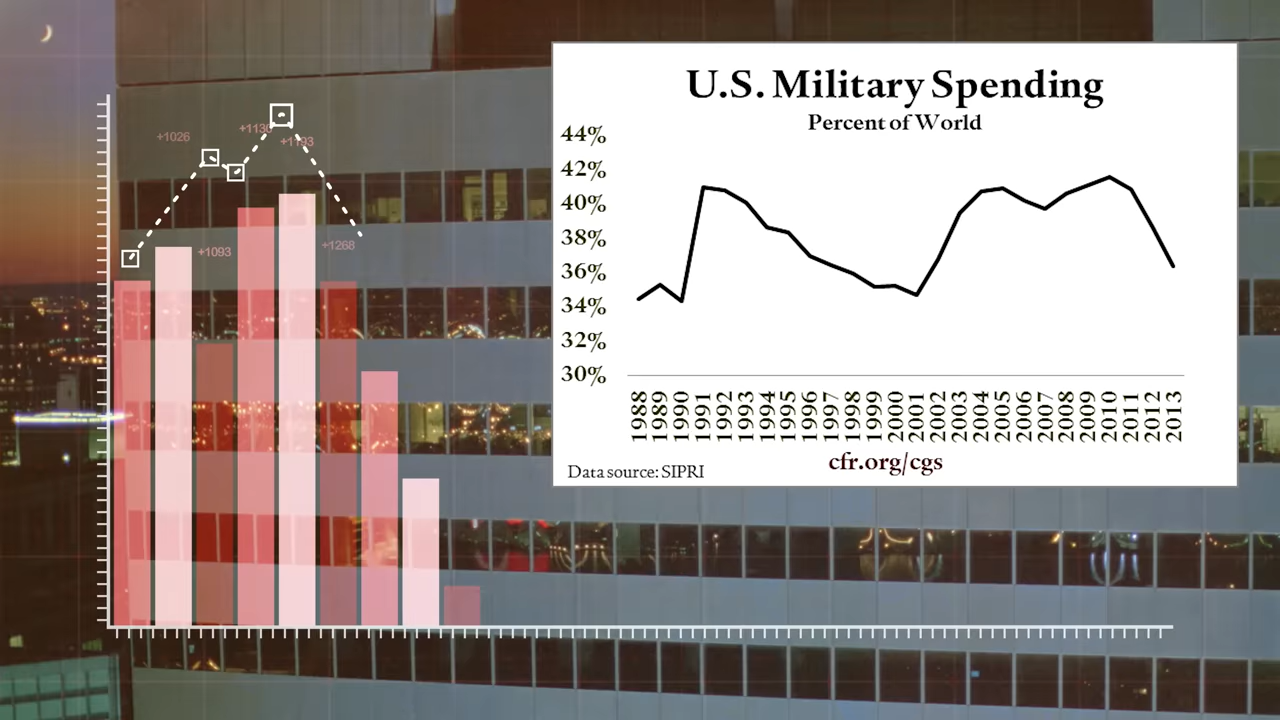 +1026
+1130
+1193
+1093
+1268
U.S. Military Spending
Percent of World
44%
42%
40%
38%
36%
34%
32%
30%
1988 1989 1990 1991 1992 1993 1994 1995 1996 1997 1998 1999 2000 2001 2002 2003 2004 2005 2006 2007 2008 2009 2010 2011 2012 2013
cfr.org/cgs
Data source: SIPRI